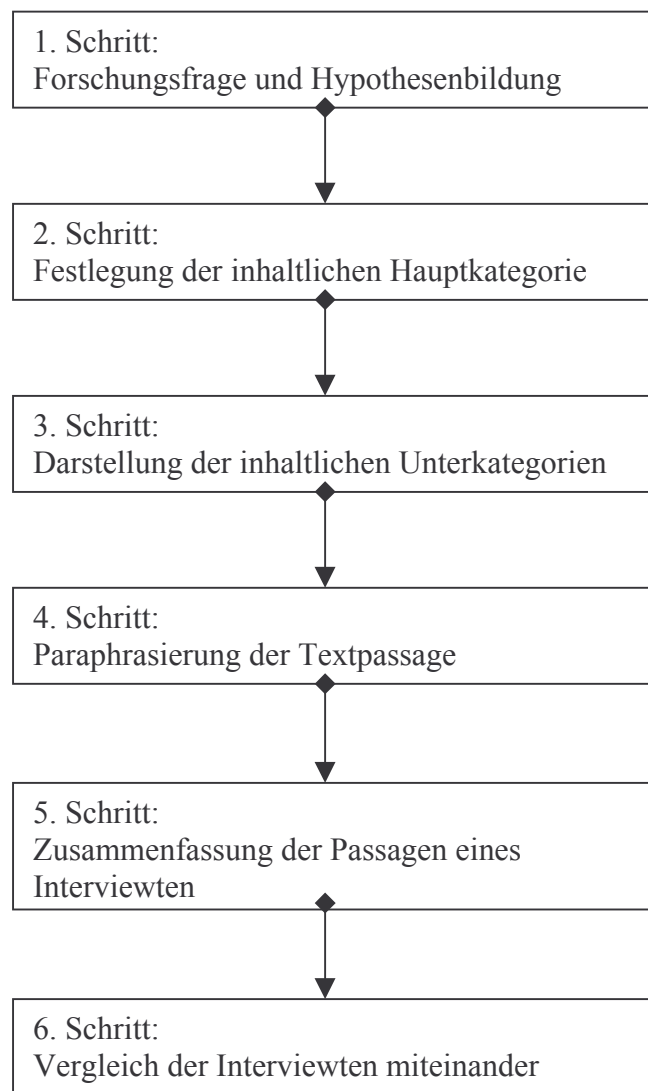 1. Schritt:
Forschungsfrage und Hypothesenbildung
2. Schritt:
Festlegung der inhaltlichen Hauptkategorie
3. Schritt:
Darstellung der inhaltlichen Unterkategorien
4. Schritt:
Paraphrasierung der Textpassage
5. Schritt:
Zusammenfassung der Passagen eines
Interviewten
6. Schritt:
Vergleich der Interviewten miteinander